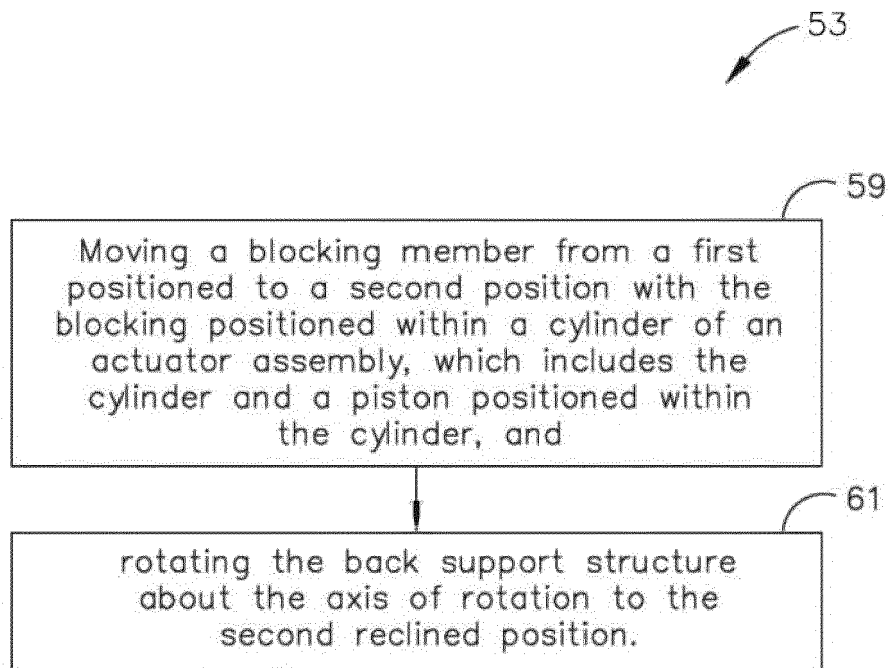 53
59
Moving a blocking member from a first
positioned to a second position with the
blocking positioned within a cylinder of an
actuator assembly, which includes the
cylinder and a piston positioned within
the cylinder, and
61
rotating the back support structure
about the axis of rotation to the
second reclined position.